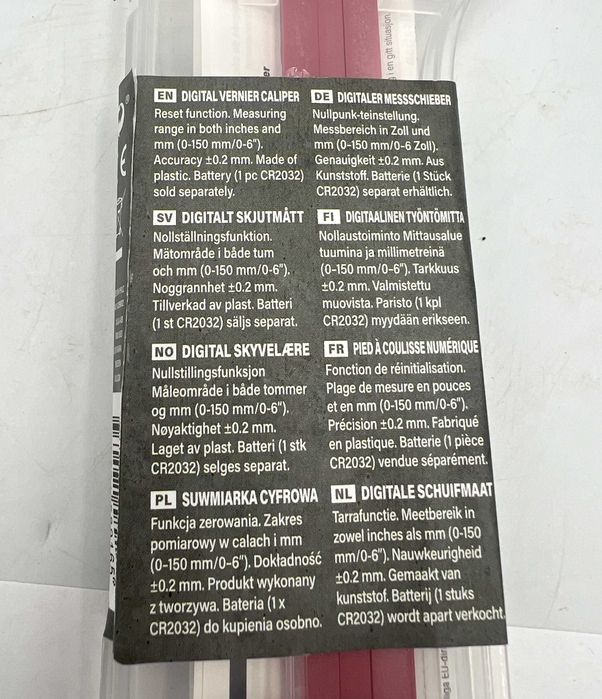 EN DIGITAL VERNIER CALIPER
Reset function. Measuring
range in both inches and
mm (0-150 mm/0-6").
Accuracy ±0.2 mm. Made of
plastic. Battery (1 pc CR2032)
sold separately.
DE DIGITALER MESSSCHIEBER
Nullpunk-teinstellung.
Messbereich in Zoll und
mm (0-150 mm/0-6 Zoll).
Genauigkeit ±0.2 mm. Aus
Kunststoff. Batterie (1 Stück
CR2032) separat erhältlich.
SV DIGITALT SKJUTMÅTT
Nollställningsfunktion.
Mätområde i både tum
och mm (0-150 mm/0-6").
Noggrannhet ±0.2 mm.
Tillverkad av plast. Batteri
(1 st CR2032) säljs separat.
FI DIGITAALINEN TYÖNTÖMITTA
Nollaustoiminto Mittausalue
tuumina ja millimetreinä
(0-150 mm/0-6"). Tarkkuus
±0.2 mm. Valmistettu
muovista. Paristo (1 kpl
CR2032) myydään erikseen.
NO DIGITAL SKYVELÆRE
Nullstillingsfunksjon
Måleområde i både tommer
og mm (0-150 mm/0-6").
Nøyaktighet ±0.2 mm.
Laget av plast. Batteri (1 stk
CR2032) selges separat.
FR PIED À COULISSE NUMÉRIQUE
Fonction de réinitialisation.
Plage de mesure en pouces
et en mm (0-150 mm/0-6").
Précision ±0.2 mm. Fabriqué
en plastique. Batterie (1 pièce
CR2032) vendue séparément.
PL SUWMIARKA CYFROWA
Funkcja zerowania. Zakres
pomiarowy w calach i mm
(0-150 mm/0-6"). Dokładność
±0.2 mm. Produkt wykonany
z tworzywa. Bateria (1 x
CR2032) do kupienia osobno.
NL DIGITALE SCHUIFMAAT
Tarrafunctie. Meetbereik in
zowel inches als mm (0-150
mm/0-6"). Nauwkeurigheid
±0.2 mm. Gemaakt van
kunststof. Batterij (1 stuks
CR2032) wordt apart verkocht.
i en gitt situasjon.